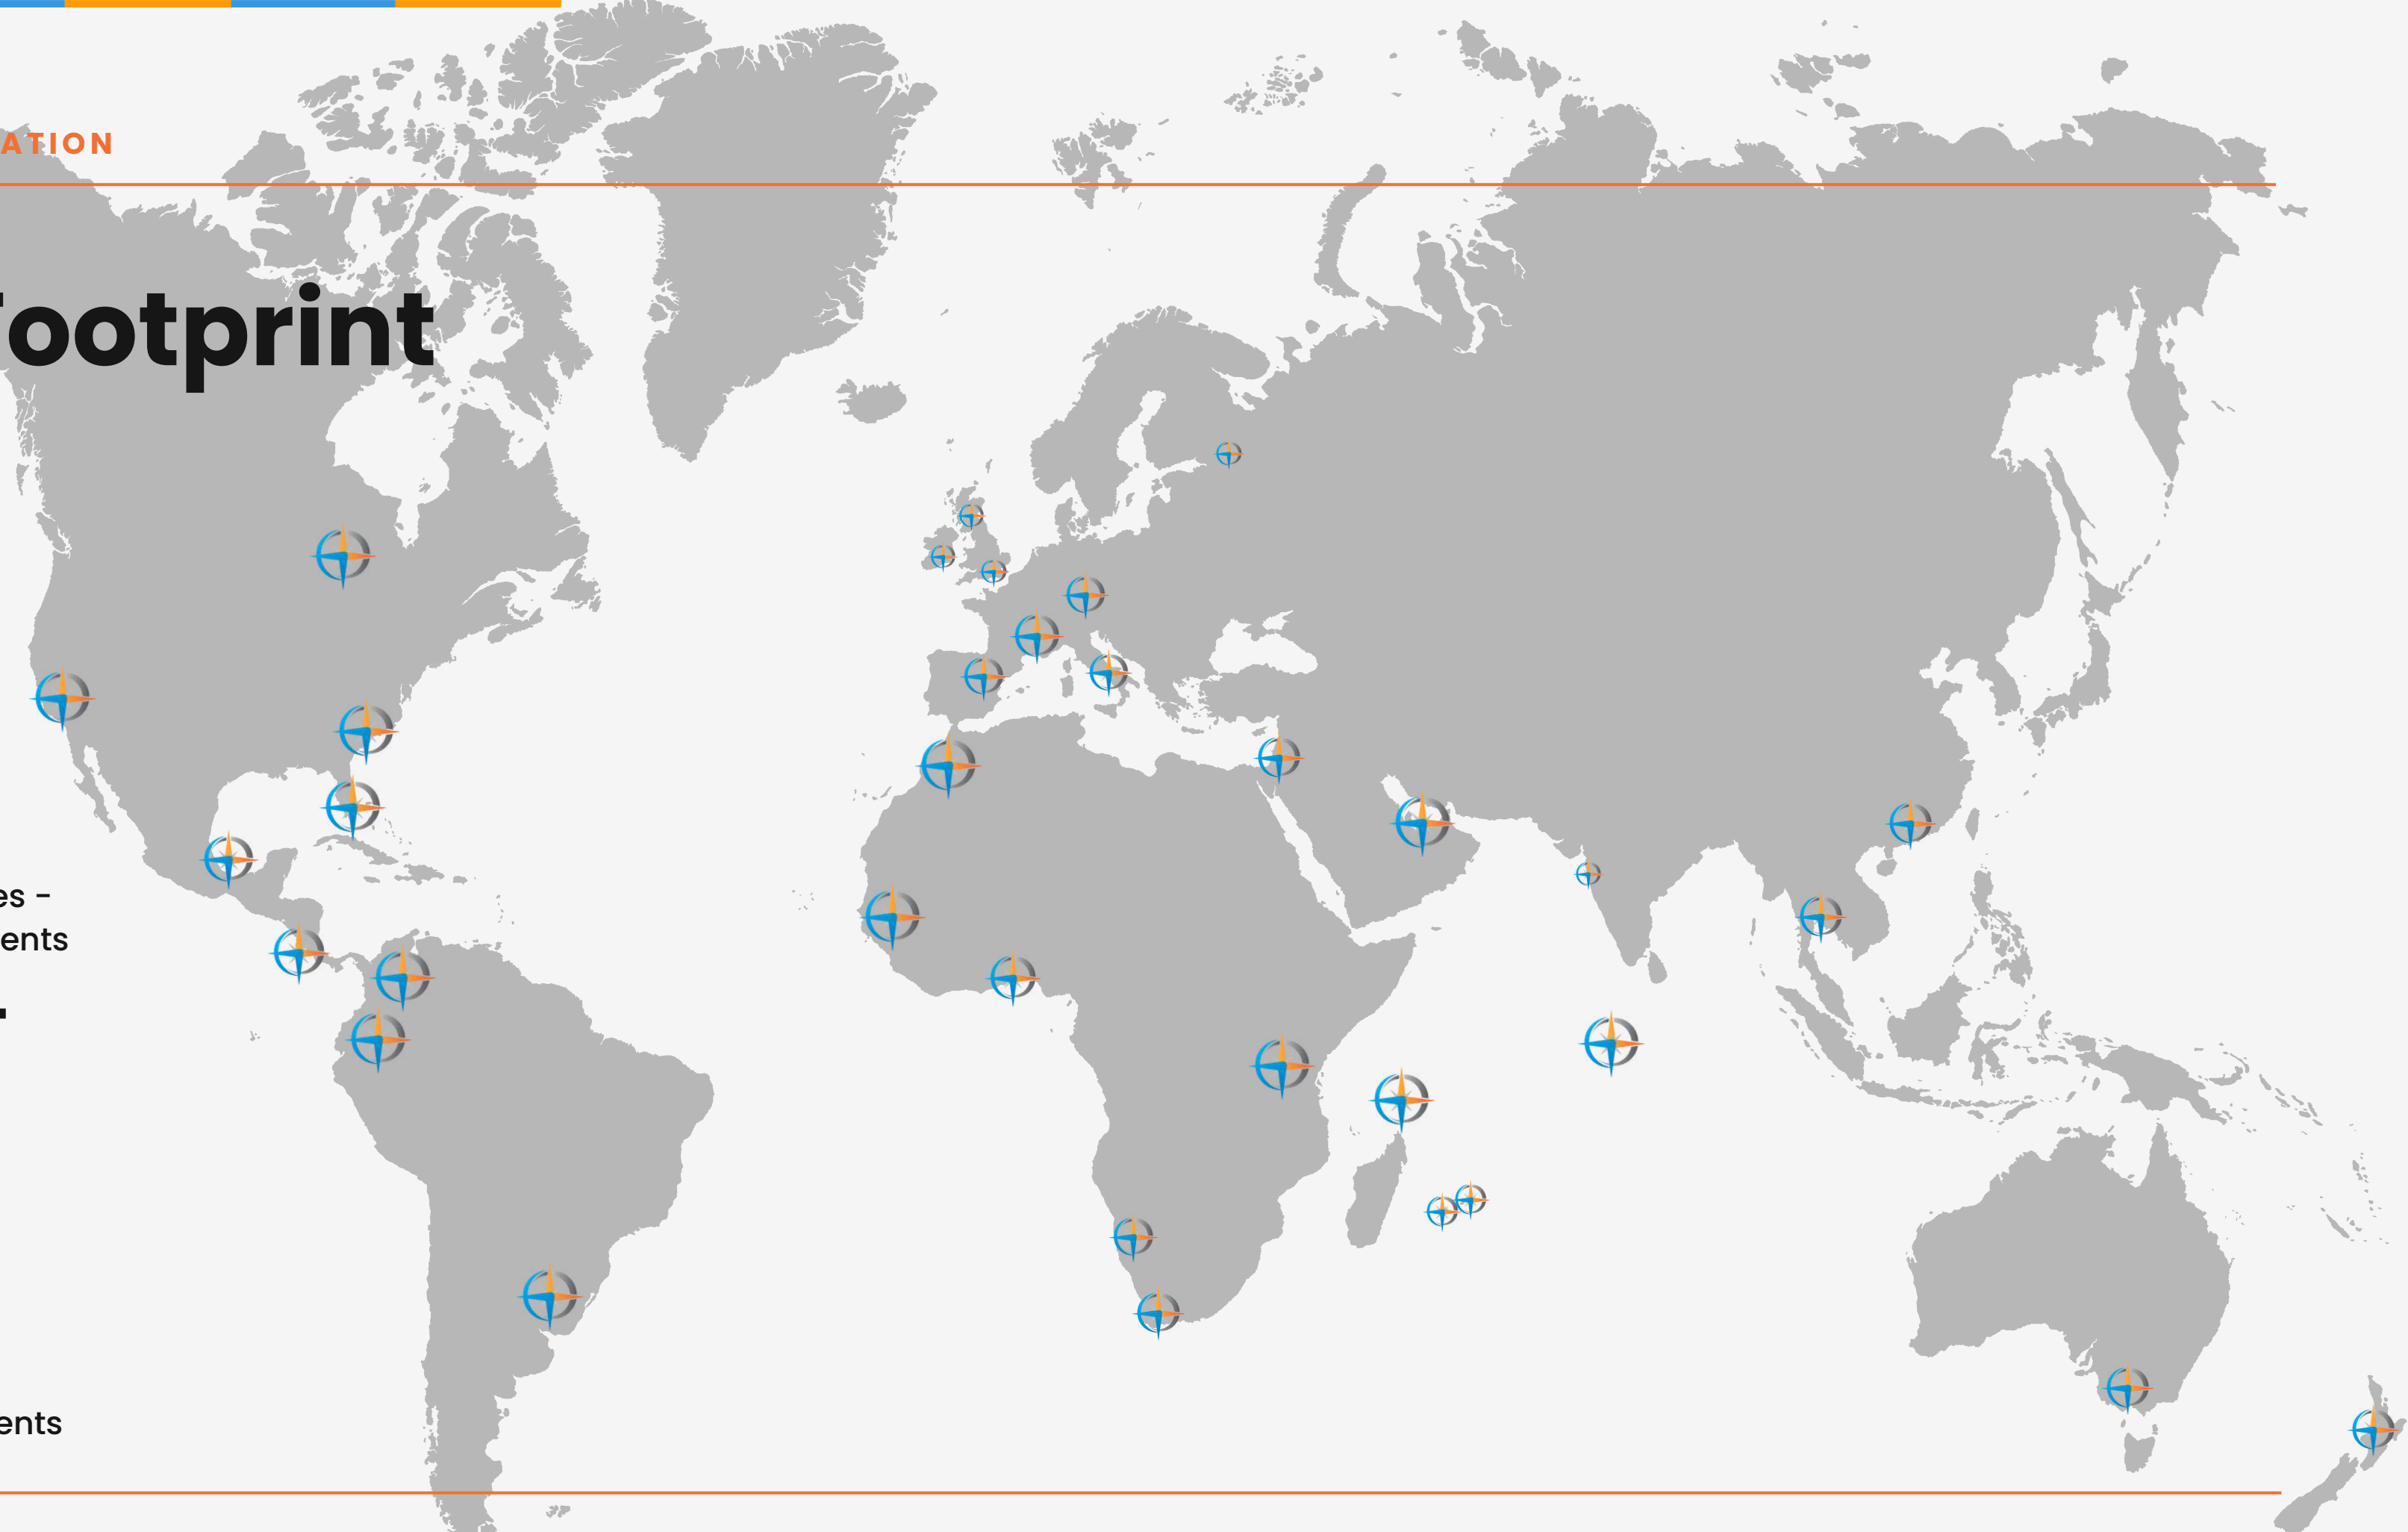 ATION
ootprint
es –
ents
ents